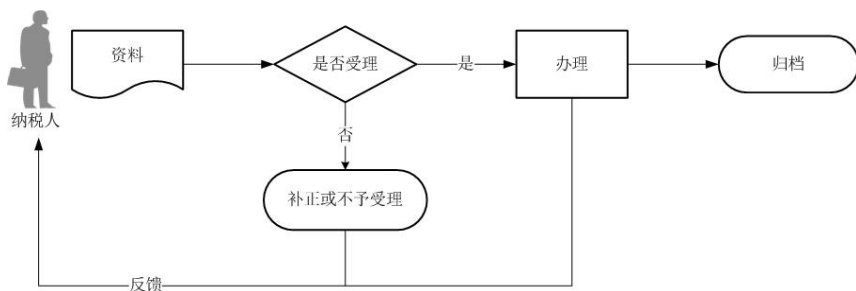 资料
是否受理
是
办理
归档
纳税人
否
补正或不予受理
反馈